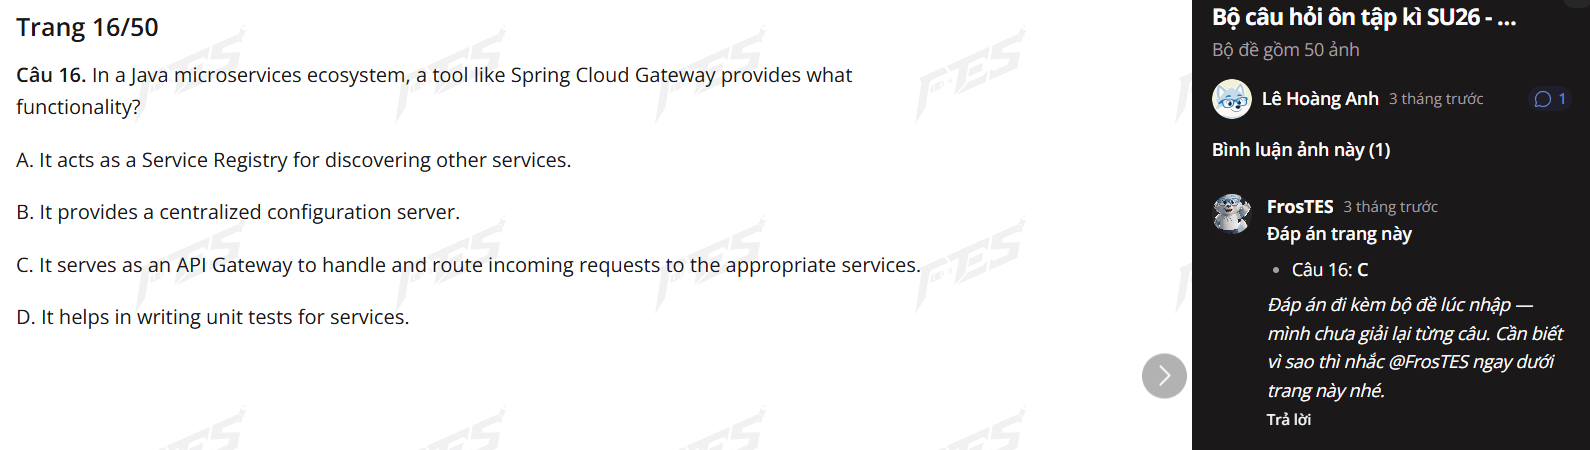 Trang 16/50
Câu 16. In a Java microservices ecosystem, a tool like Spring Cloud Gateway provides what
functionality?
A. It acts as a Service Registry for discovering other services.
B. It provides a centralized configuration server.
C. It serves as an API Gateway to handle and route incoming requests to the appropriate services.
D. It helps in writing unit tests for services.
Bộ câu hỏi ôn tập kì SU26 - ...
Bộ đề gồm 50 ảnh
Lê Hoàng Anh 3 tháng trước 1
Bình luận ảnh này (1)
FrosTES 3 tháng trước
Đáp án trang này
• Câu 16: C
Đáp án đi kèm bộ đề lúc nhập —
mình chưa giải lại từng câu. Cần biết
vì sao thì nhắc @FrosTES ngay dưới
trang này nhé.
Trả lời